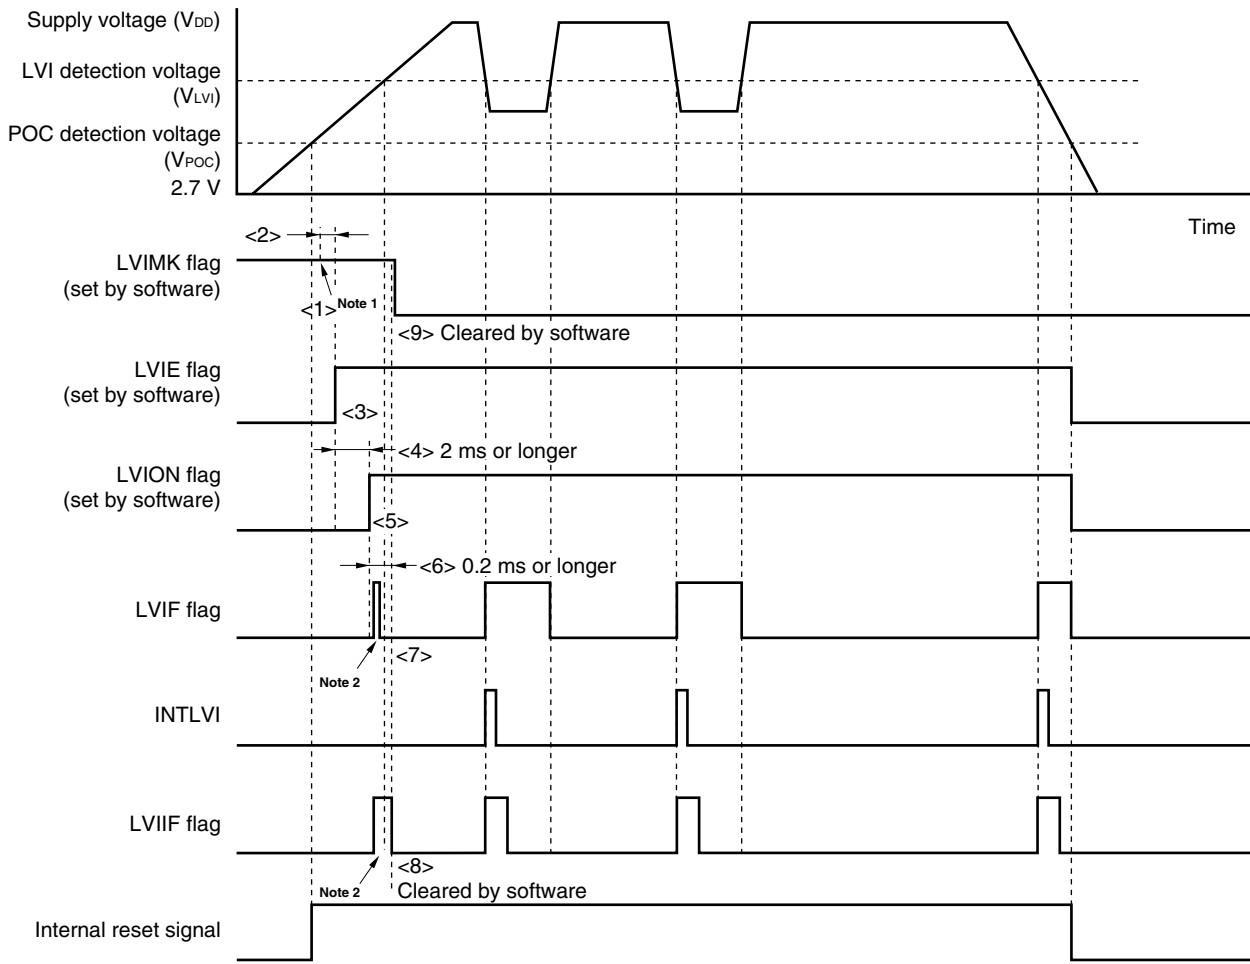 Supply voltage (VDD)
LVI detection voltage
(VLVI)
POC detection voltage
(VPOC)
2.7 V
Time
<2>
LVIMK flag
(set by software)
<1> Note 1
<9> Cleared by software
LVIE flag
(set by software)
<3>
<4> 2 ms or longer
LVION flag
(set by software)
<5>
<6> 0.2 ms or longer
LVIF flag
<7>
Note 2
INTLVI
LVIIF flag
<8>
Note 2
Cleared by software
Internal reset signal